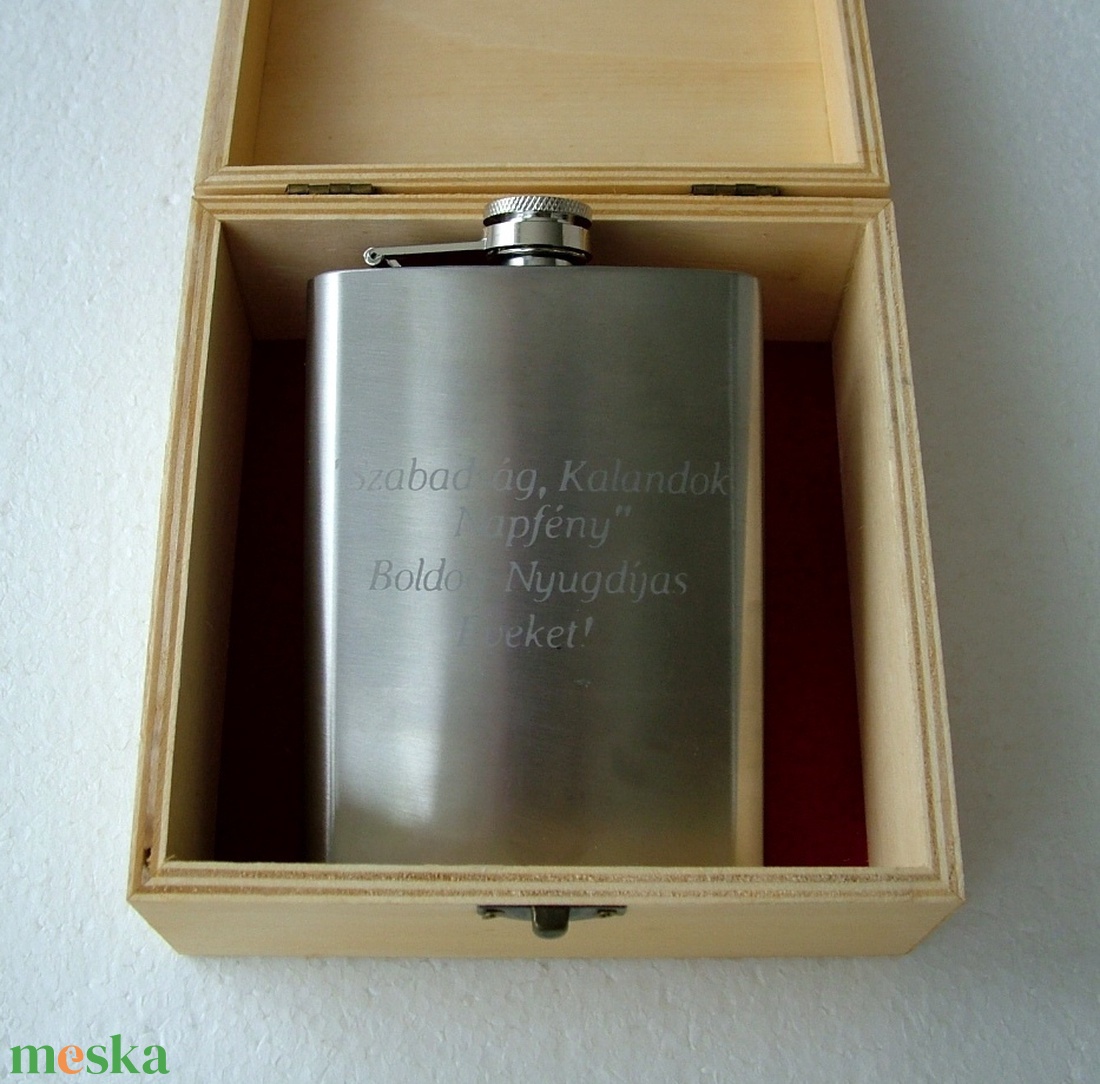 "Szabadság, Kalandok
Napfény"
Boldog Nyugdíjas
Éveket!
meska